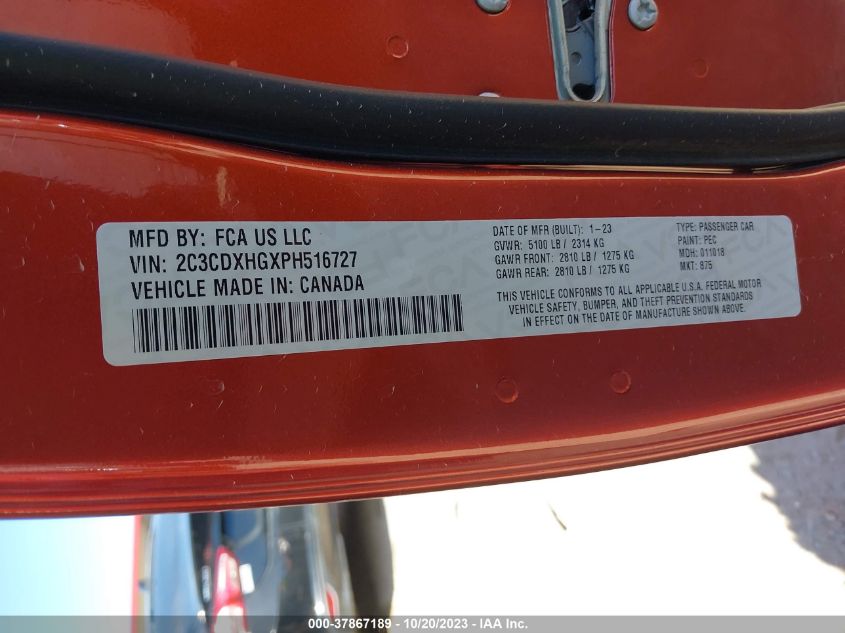 MFD BY: FCA US LLC
VIN: 2C3CDXHGXPH516727
VEHICLE MADE IN: CANADA
DATE OF MFR (BUILT): 1-23
GVWR: 5100 LB / 2314 KG
GAWR FRONT: 2810 LB / 1275 KG
GAWR REAR: 2810 LB / 1275 KG
TYPE: PASSENGER CAR
PAINT: PEC
MDH: 011018
MKT: 875
THIS VEHICLE CONFORMS TO ALL APPLICABLE U.S.A. FEDERAL MOTOR
VEHICLE SAFETY, BUMPER, AND THEFT PREVENTION STANDARDS
IN EFFECT ON THE DATE OF MANUFACTURE SHOWN ABOVE.
000-37867189 - 10/20/2023 - IAA Inc.